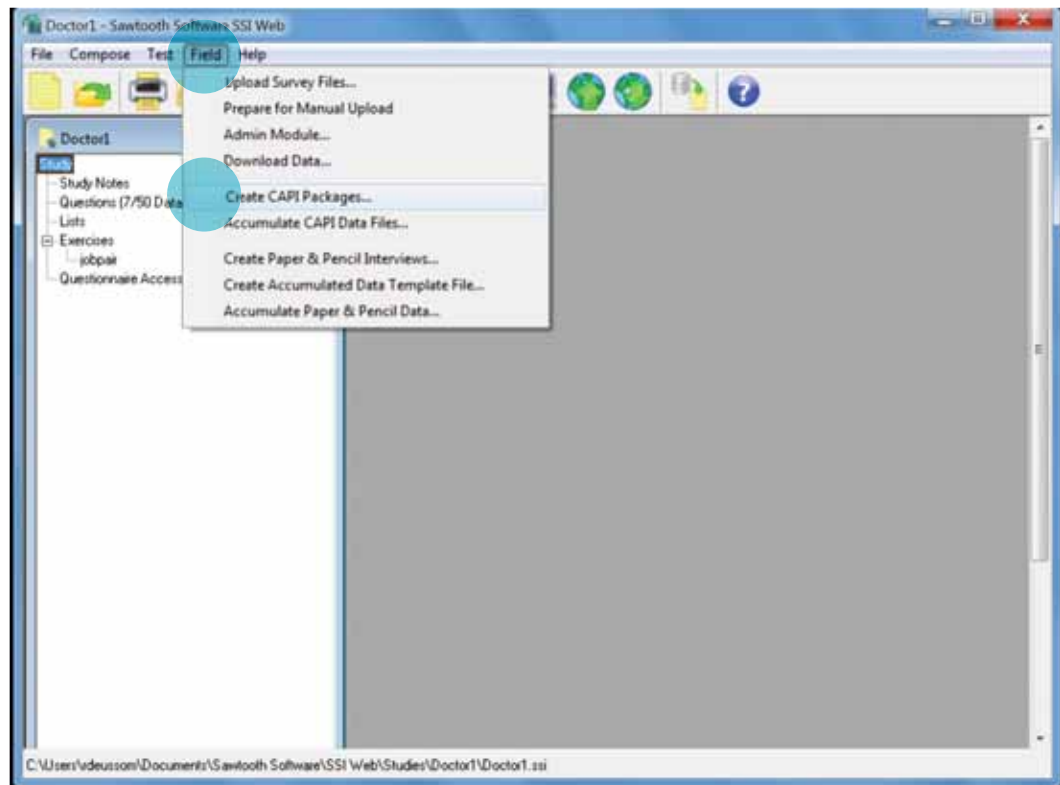 Doctor1 - Sawtooth Software SSI Web
File Compose Test Field Help
Upload Survey Files...
Prepare for Manual Upload
Admin Module...
Download Data...
Create CAPI Packages...
Accumulate CAPI Data Files...
Create Paper & Pencil Interviews...
Create Accumulated Data Template File...
Accumulate Paper & Pencil Data...
Doctor1
Study
Study Notes
Questions (7/50 Data
Lists
Exercises
jobpair
Questionnaire Access
C:\Users\vdeussom\Documents\Sawtooth Software\SSI Web\Studies\Doctor1\Doctor1.ssi